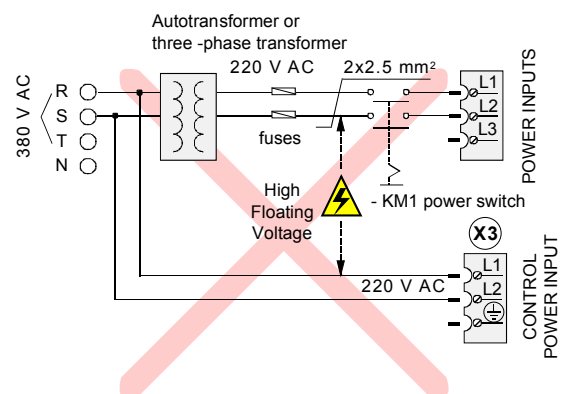 Autotransformer or
three -phase transformer
220 V AC
2x2.5 mm²
380 V AC
R
S
T
N
fuses
L1
L2
L3
POWER INPUTS
High
Floating
Voltage
- KM1 power switch
X3
220 V AC
L1
L2
CONTROL
POWER INPUT